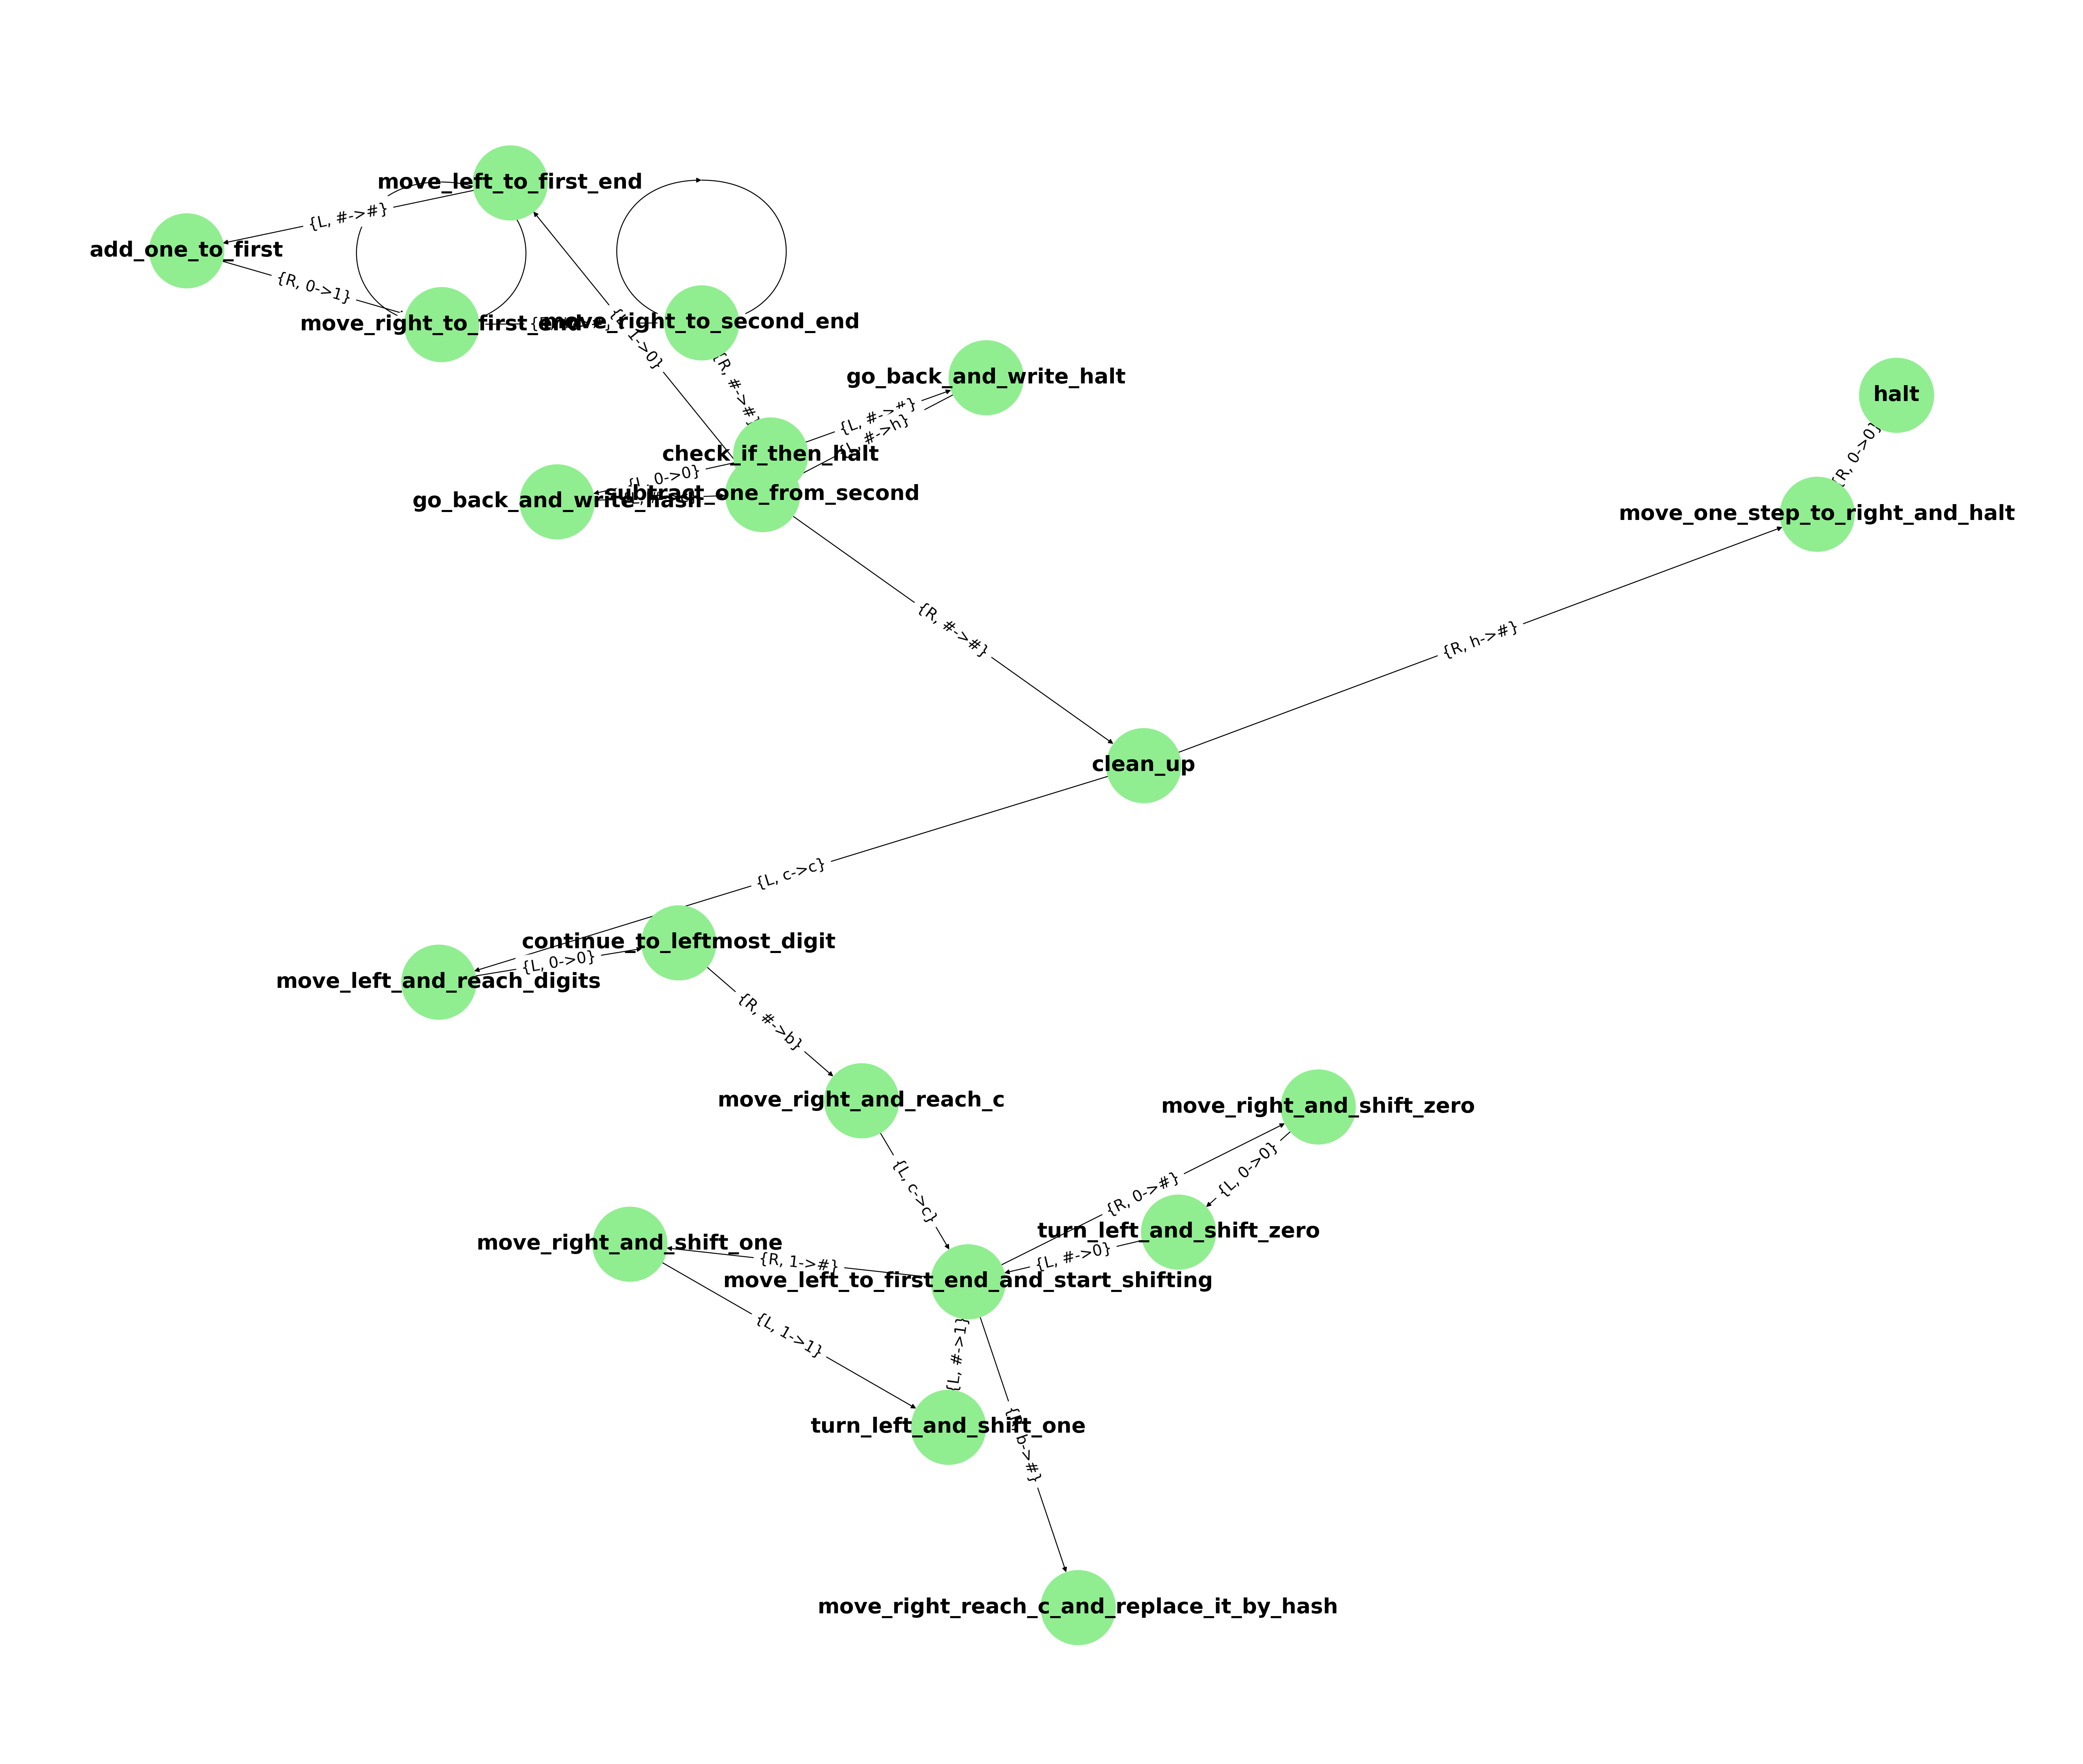 move_left_to_first_end
{L, #->#}
add_one_to_first
{R, 0->1}
move_right_to_first_end
move_right_to_second_end
1->0}
{R, #->#}
go_back_and_write_halt
{L, #->#}
{L, #->h}
halt
{R, 0->0}
check_if_then_halt
{L, 0->0}
subtract_one_from_second
go_back_and_write_hash
move_one_step_to_right_and_halt
{R, #->#}
{R, h->#}
clean_up
{L, c->c}
continue_to_leftmost_digit
{L, 0->0}
move_left_and_reach_digits
{R, #->b}
move_right_and_reach_c
move_right_and_shift_zero
{L, c->c}
{R, 0->#}
{L, 0->0}
turn_left_and_shift_zero
move_right_and_shift_one
{R, 1->#}
{L, #->0}
move_left_to_first_end_and_start_shifting
{L, 1->1}
{L, #->1}
turn_left_and_shift_one
b->#}
move_right_reach_c_and_replace_it_by_hash